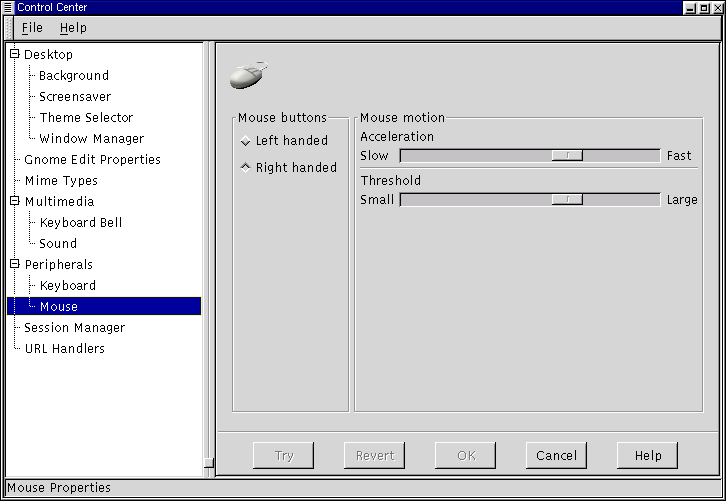 Control Center
File Help
Desktop
Background
Screensaver
Theme Selector
Window Manager
Gnome Edit Properties
Mime Types
Multimedia
Keyboard Bell
Sound
Peripherals
Keyboard
Mouse
Session Manager
URL Handlers
Mouse buttons
Left handed
Right handed
Mouse motion
Acceleration
Slow Fast
Threshold
Small Large
Try Revert OK Cancel Help
Mouse Properties